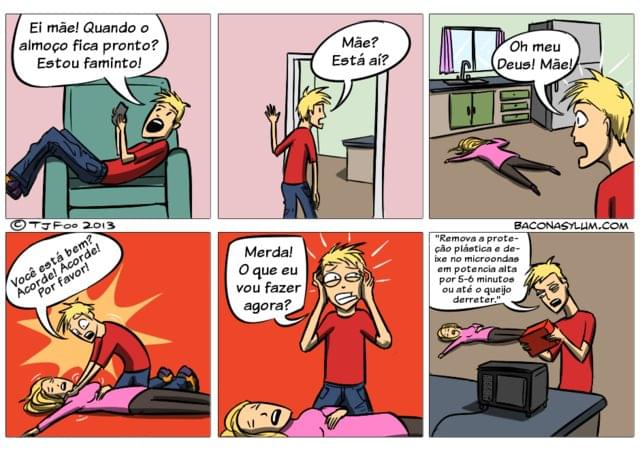 Ei mãe! Quando o
almoço fica pronto?
Estou faminto!
Mãe?
Está aí?
Oh meu
Deus! Mãe!
© TJFoo 2013
BACONASYLUM.COM
Você está bem?
Acorde! Acorde!
Por favor!
Merda!
O que eu
vou fazer
agora?
"Remova a prote-
ção plástica e de-
ixe no microondas
em potencia alta
por 5-6 minutos
ou até o queijo
derreter."